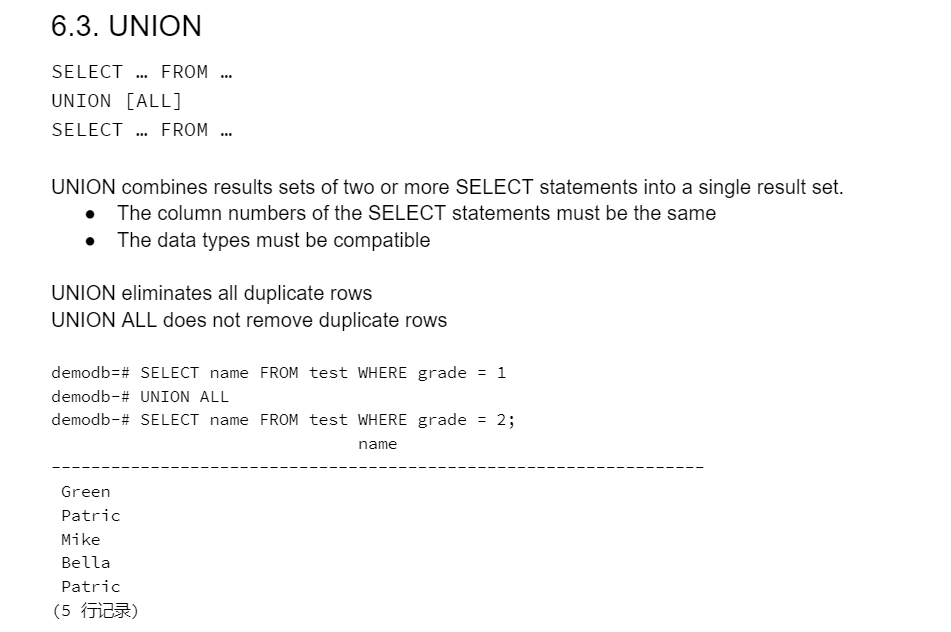 6.3. UNION
SELECT … FROM …
UNION [ALL]
SELECT … FROM …
UNION combines results sets of two or more SELECT statements into a single result set.
● The column numbers of the SELECT statements must be the same
● The data types must be compatible
UNION eliminates all duplicate rows
UNION ALL does not remove duplicate rows
demodb=# SELECT name FROM test WHERE grade = 1
demodb-# UNION ALL
demodb-# SELECT name FROM test WHERE grade = 2;
name
------------------------------------------------------------------
Green
Patric
Mike
Bella
Patric
(5 行记录)